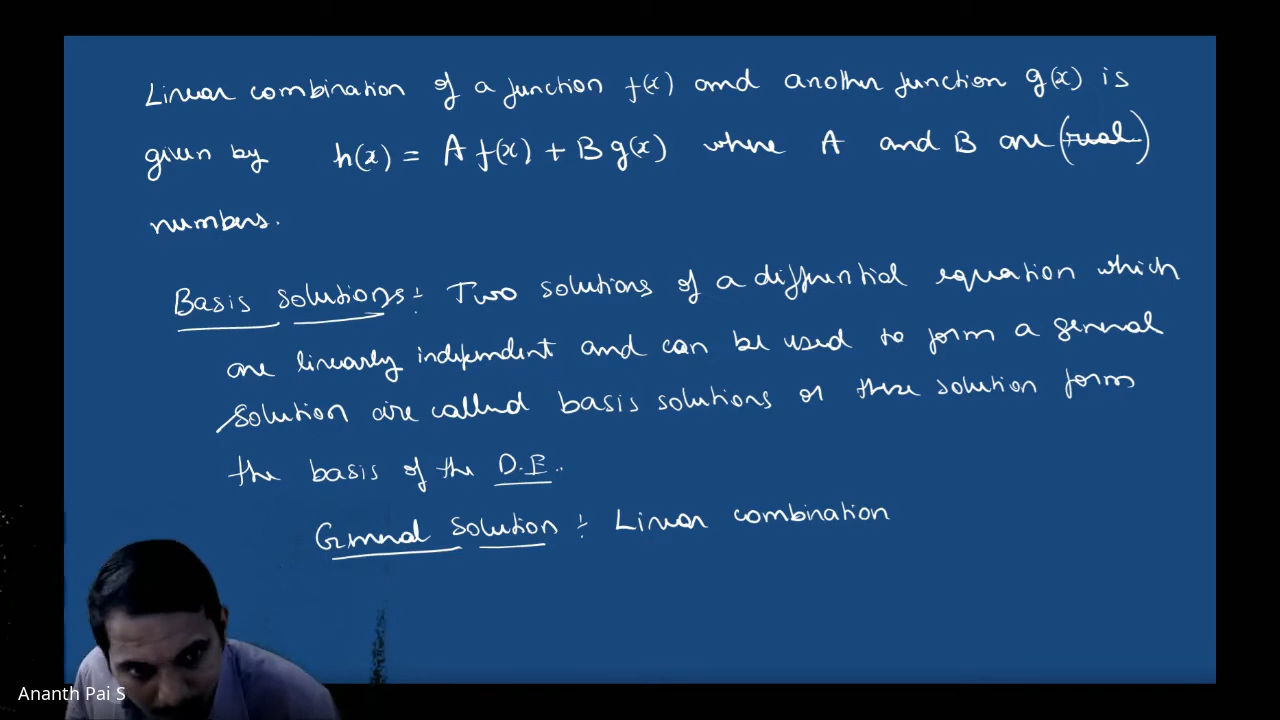 Linear combination of a function f(x) and another function g(x) is
given by h(x) = A f(x) + B g(x) where A and B are (real)
numbers.
Basis solutions :- Two solutions of a differential equation which
are linearly independent and can be used to form a general
solution are called basis solutions or these solution form
the basis of the D.E..
General solution :- Linear combination
Ananth Pai S